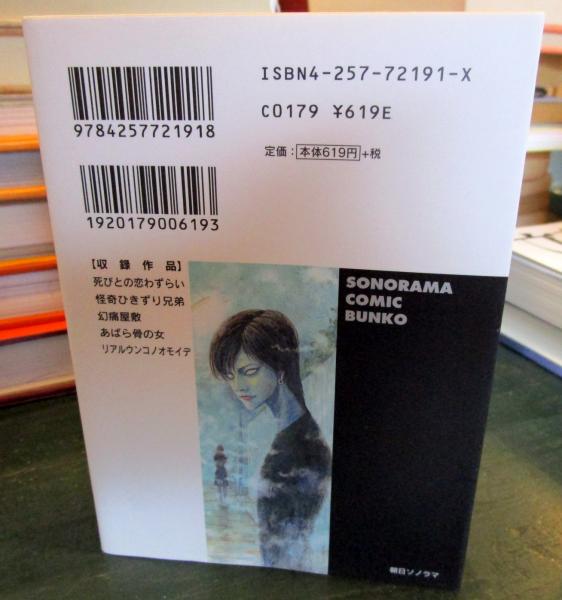 ISBN4-257-72191-X
C0179 ¥619E
定価：本体619円+税
9784257721918
1920179006193
【収録作品】
死びとの恋わずらい
怪奇ひきずり兄弟
幻痛屋敷
あばら骨の女
リアルウンコノオモイデ
SONORAMA
COMIC
BUNKO
朝日ソノラマ